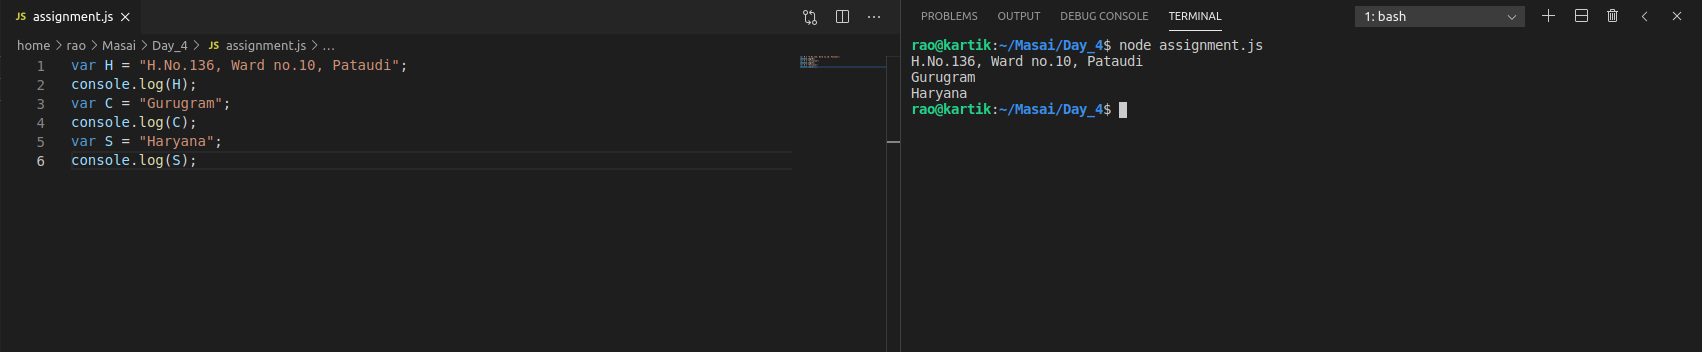 JS assignment.js
home > rao > Masai > Day_4 > JS assignment.js > ...
1 var H = "H.No.136, Ward no.10, Pataudi";
2 console.log(H);
3 var C = "Gurugram";
4 console.log(C);
5 var S = "Haryana";
6 console.log(S);
PROBLEMS OUTPUT DEBUG CONSOLE TERMINAL 1: bash
rao@kartik:~/Masai/Day_4$ node assignment.js
H.No.136, Ward no.10, Pataudi
Gurugram
Haryana
rao@kartik:~/Masai/Day_4$